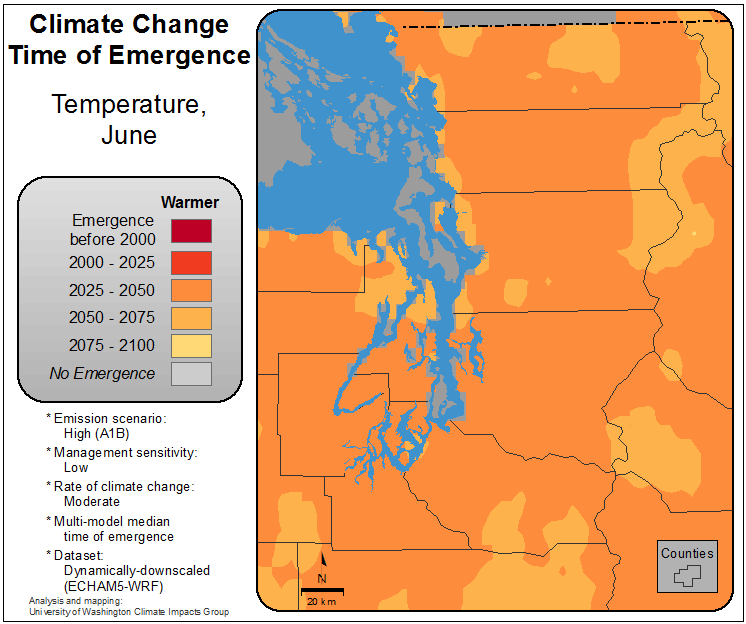 Climate Change
Time of Emergence
Temperature,
June
Warmer
Emergence
before 2000
2000 - 2025
2025 - 2050
2050 - 2075
2075 - 2100
No Emergence
* Emission scenario:
High (A1B)
* Management sensitivity:
Low
* Rate of climate change:
Moderate
* Multi-model median
time of emergence
* Dataset:
Dynamically-downscaled
(ECHAM5-WRF)
Analysis and mapping:
University of Washington Climate Impacts Group
N
20 km
Counties